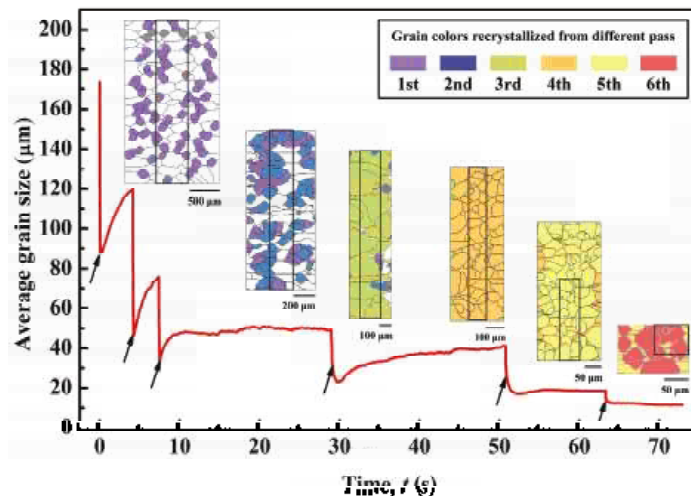 Grain colors recrystallized from different pass
1st 2nd 3rd 4th 5th 6th
Average grain size (μm)
200
180
160
140
120
100
80
60
40
20
0
500 μm
200 μm
100 μm
100 μm
50 μm
50 μm
0 10 20 30 40 50 60 70
Time, t (s)